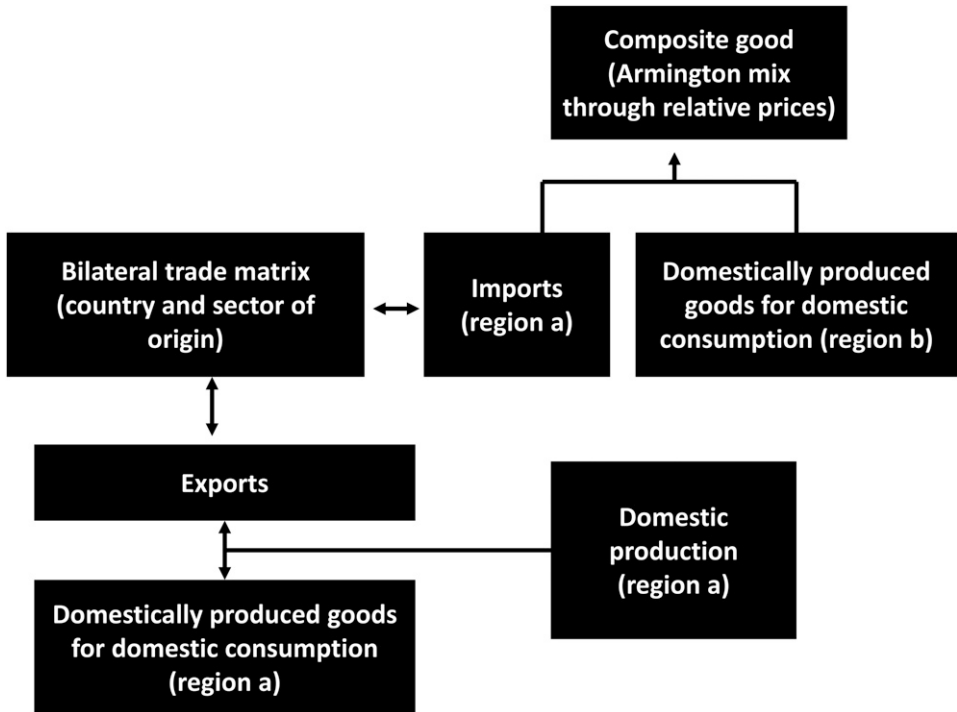 Composite good
(Armington mix
through relative prices)
Bilateral trade matrix
(country and sector of
origin)
Imports
(region a)
Domestically produced
goods for domestic
consumption (region b)
Exports
Domestic
production
(region a)
Domestically produced goods
for domestic consumption
(region a)